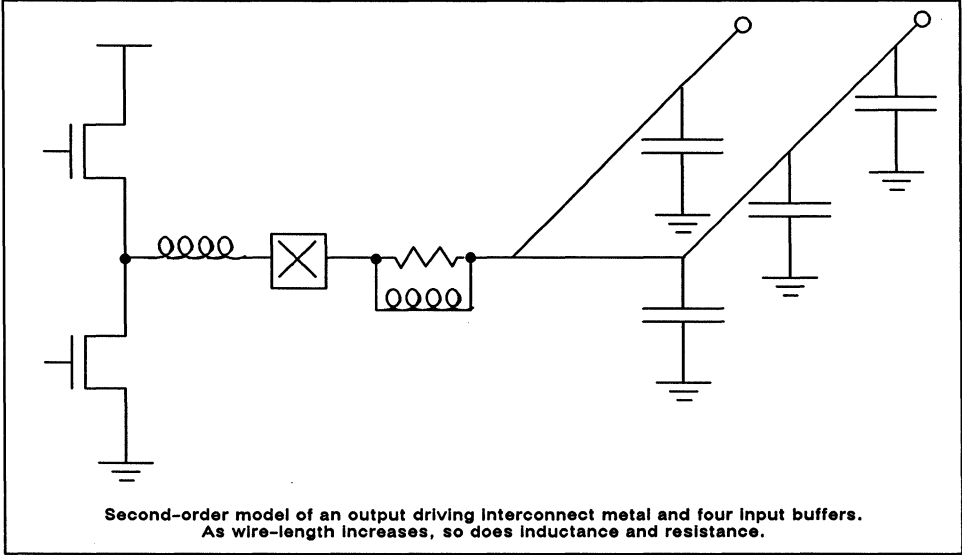 Second-order model of an output driving interconnect metal and four input buffers.
As wire-length increases, so does inductance and resistance.